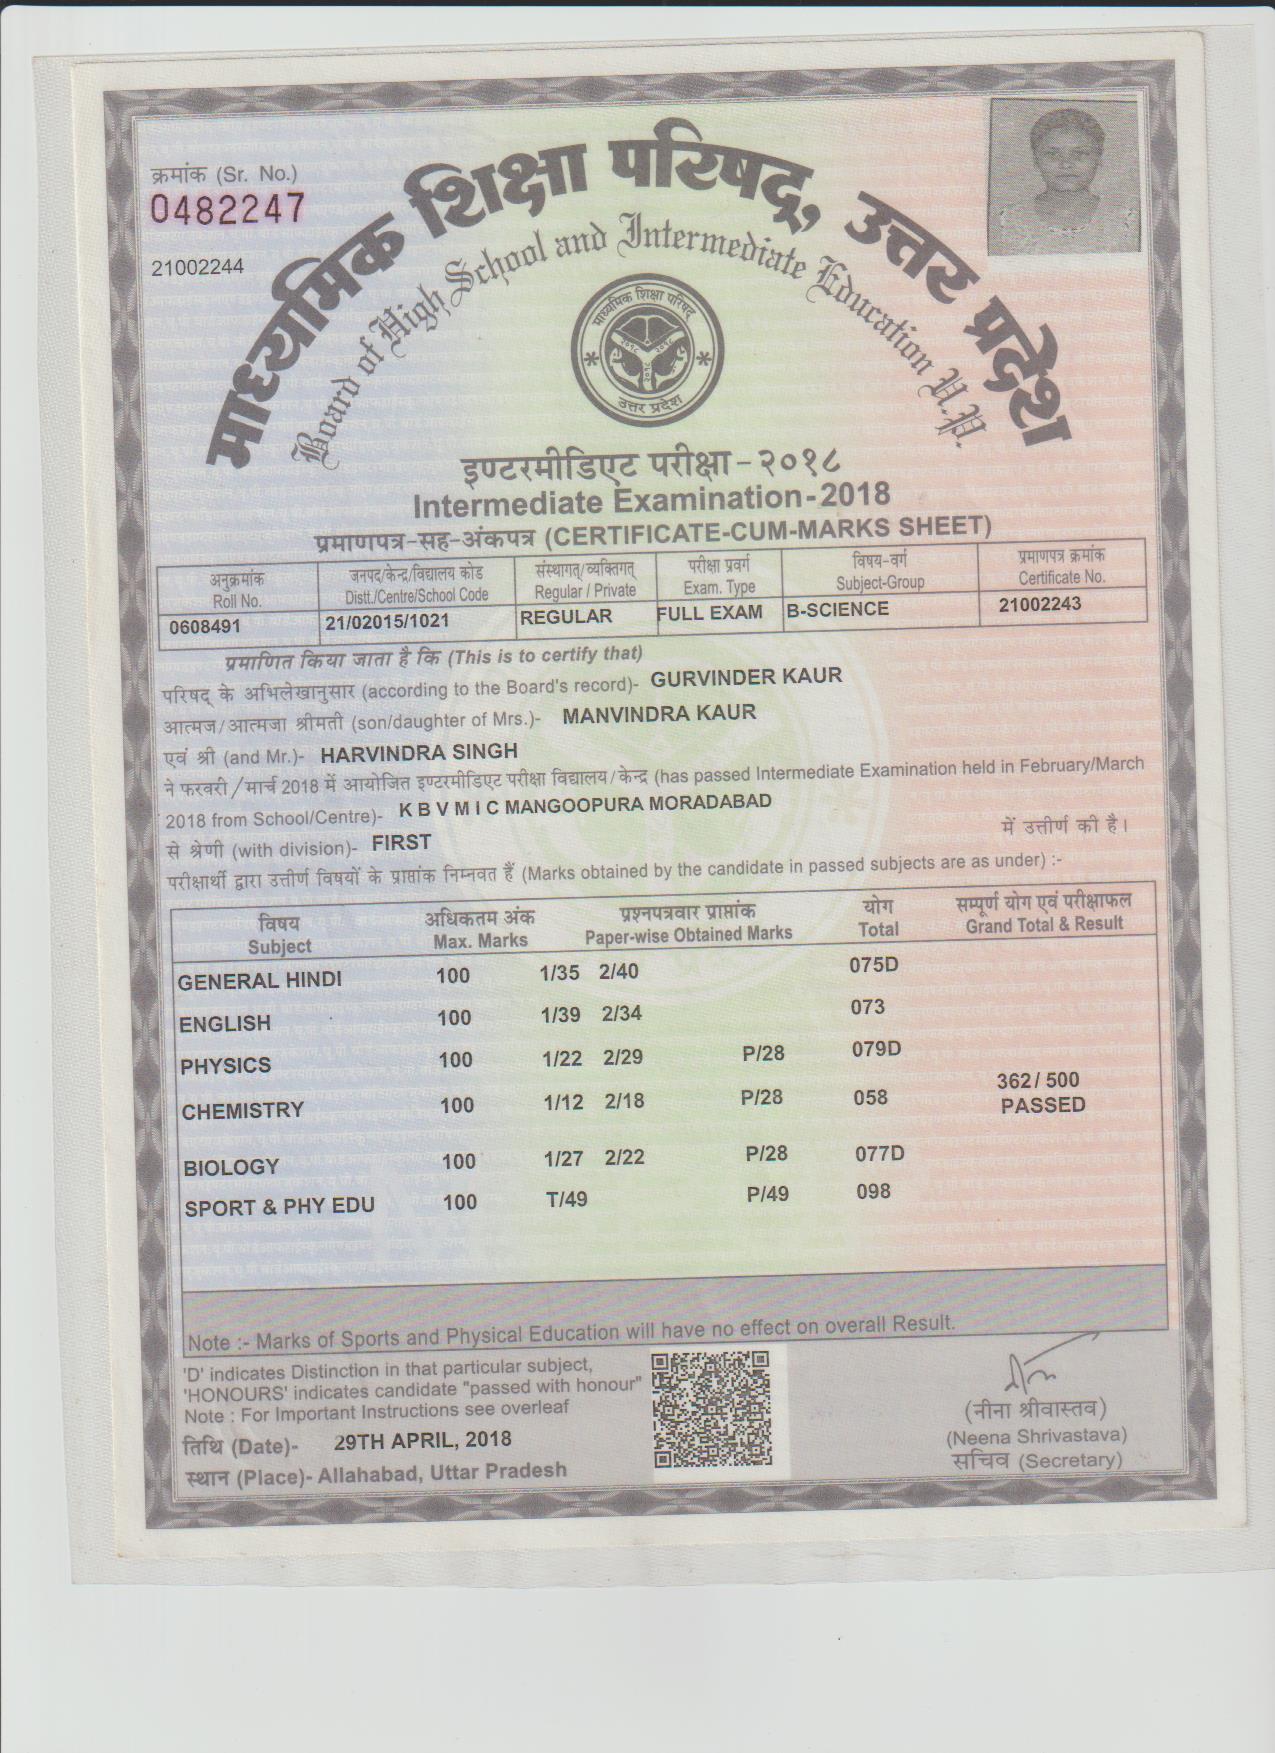 क्रमांक (Sr. No.)
0482247
21002244
माध्यमिक शिक्षा परिषद्, उत्तर प्रदेश
Board of High School and Intermediate Education U.P.
माध्यमिक शिक्षा परिषद्
२०१८ २०१८
२०१८
उत्तर प्रदेश
इण्टरमीडिएट परीक्षा-२०१८
Intermediate Examination-2018
प्रमाणपत्र-सह-अंकपत्र (CERTIFICATE-CUM-MARKS SHEET)
अनुक्रमांक जनपद/केन्द्र/विद्यालय कोड संस्थागत्/व्यक्तिगत् परीक्षा प्रवर्ग विषय-वर्ग प्रमाणपत्र क्रमांक
Roll No. Distt./Centre/School Code Regular / Private Exam. Type Subject-Group Certificate No.
0608491 21/02015/1021 REGULAR FULL EXAM B-SCIENCE 21002243
प्रमाणित किया जाता है कि (This is to certify that)
परिषद् के अभिलेखानुसार (according to the Board's record)- GURVINDER KAUR
आत्मज/आत्मजा श्रीमती (son/daughter of Mrs.)- MANVINDRA KAUR
एवं श्री (and Mr.)- HARVINDRA SINGH
ने फरवरी/मार्च 2018 में आयोजित इण्टरमीडिएट परीक्षा विद्यालय/केन्द्र (has passed Intermediate Examination held in February/March
2018 from School/Centre)- K B V M I C MANGOOPURA MORADABAD
से श्रेणी (with division)- FIRST में उत्तीर्ण की है।
परीक्षार्थी द्वारा उत्तीर्ण विषयों के प्राप्तांक निम्नवत हैं (Marks obtained by the candidate in passed subjects are as under) :-
विषय अधिकतम अंक प्रश्नपत्रवार प्राप्तांक योग सम्पूर्ण योग एवं परीक्षाफल
Subject Max. Marks Paper-wise Obtained Marks Total Grand Total & Result
GENERAL HINDI 100 1/35 2/40 075D
ENGLISH 100 1/39 2/34 073
PHYSICS 100 1/22 2/29 P/28 079D
362/ 500
CHEMISTRY 100 1/12 2/18 P/28 058 PASSED
BIOLOGY 100 1/27 2/22 P/28 077D
SPORT & PHY EDU 100 T/49 P/49 098
Note :- Marks of Sports and Physical Education will have no effect on overall Result.
'D' indicates Distinction in that particular subject,
'HONOURS' indicates candidate "passed with honour"
Note : For Important Instructions see overleaf
तिथि (Date)- 29TH APRIL, 2018
स्थान (Place)- Allahabad, Uttar Pradesh
(नीना श्रीवास्तव)
(Neena Shrivastava)
सचिव (Secretary)